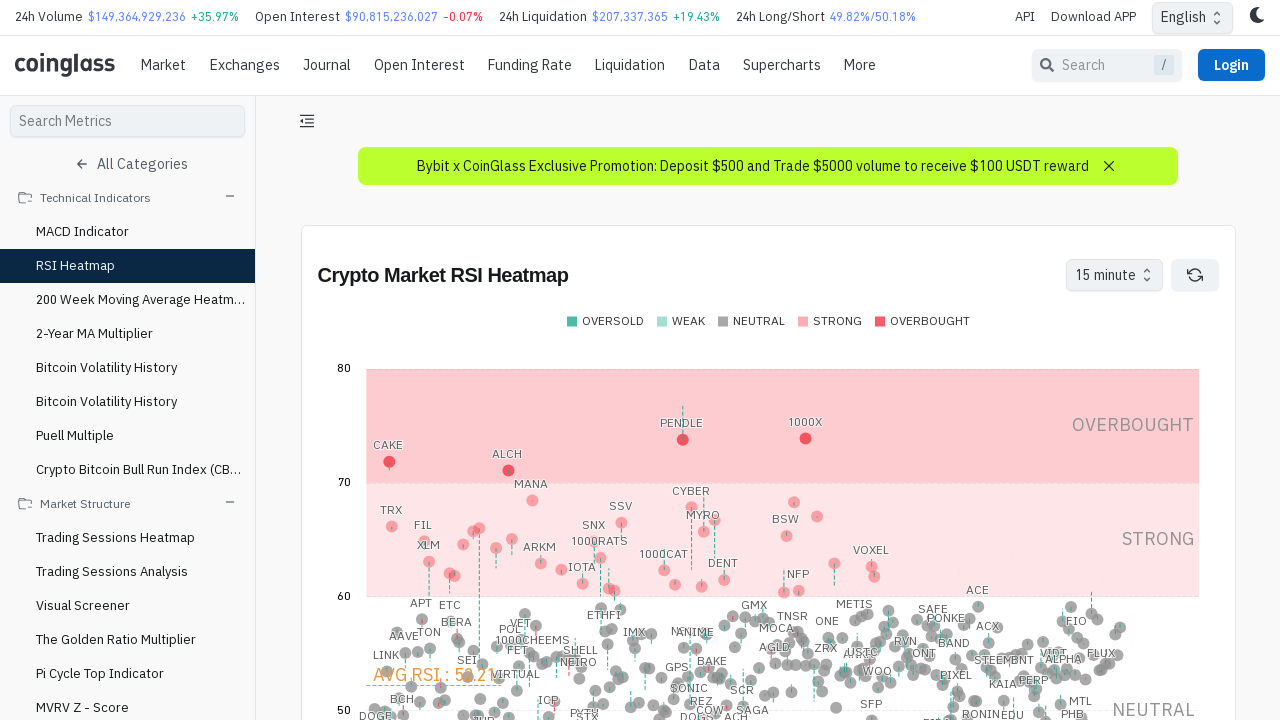 24h Volume $149,364,929,236 +35.97% Open Interest $90,815,236,027 -0.07% 24h Liquidation $207,337,365 +19.43% 24h Long/Short 49.82%/50.18% API Download APP English
coinglass Market Exchanges Journal Open Interest Funding Rate Liquidation Data Supercharts More Search / Login
Search Metrics
All Categories
Technical Indicators
MACD Indicator
RSI Heatmap
200 Week Moving Average Heatm...
2-Year MA Multiplier
Bitcoin Volatility History
Bitcoin Volatility History
Puell Multiple
Crypto Bitcoin Bull Run Index (CB...
Market Structure
Trading Sessions Heatmap
Trading Sessions Analysis
Visual Screener
The Golden Ratio Multiplier
Pi Cycle Top Indicator
MVRV Z - Score
Bybit x CoinGlass Exclusive Promotion: Deposit $500 and Trade $5000 volume to receive $100 USDT reward
Crypto Market RSI Heatmap 15 minute
OVERSOLD WEAK NEUTRAL STRONG OVERBOUGHT
80
PENDLE 1000X OVERBOUGHT
CAKE
ALCH
70
MANA CYBER
TRX SSV MYRO
FIL SNX BSW
STRONG
XLM ARKM 1000RATS
1000CAT VOXEL
IOTA DENT
NFP
60
ACE
APT ETC GMX METIS SAFE
BERA VET ETHFI TNSR ONE PONKE FIO
AAVE TON POL IMX ANIME MOCA ACX
1000CHEEMS RVN BAND
LINK FET SHELL AGLD ZRX ONT VIDT FLUX
SEI NEIRO GPS BAKE STEEM BNT ALPHA
AVG RSI : 52.21 VIRTUAL WOO PIXEL PERP
SONIC SCR KAIA
BCH ICP REZ SFP MTL
50
DOGE STX COW SAGA RONIN EDU PHB NEUTRAL
ACH